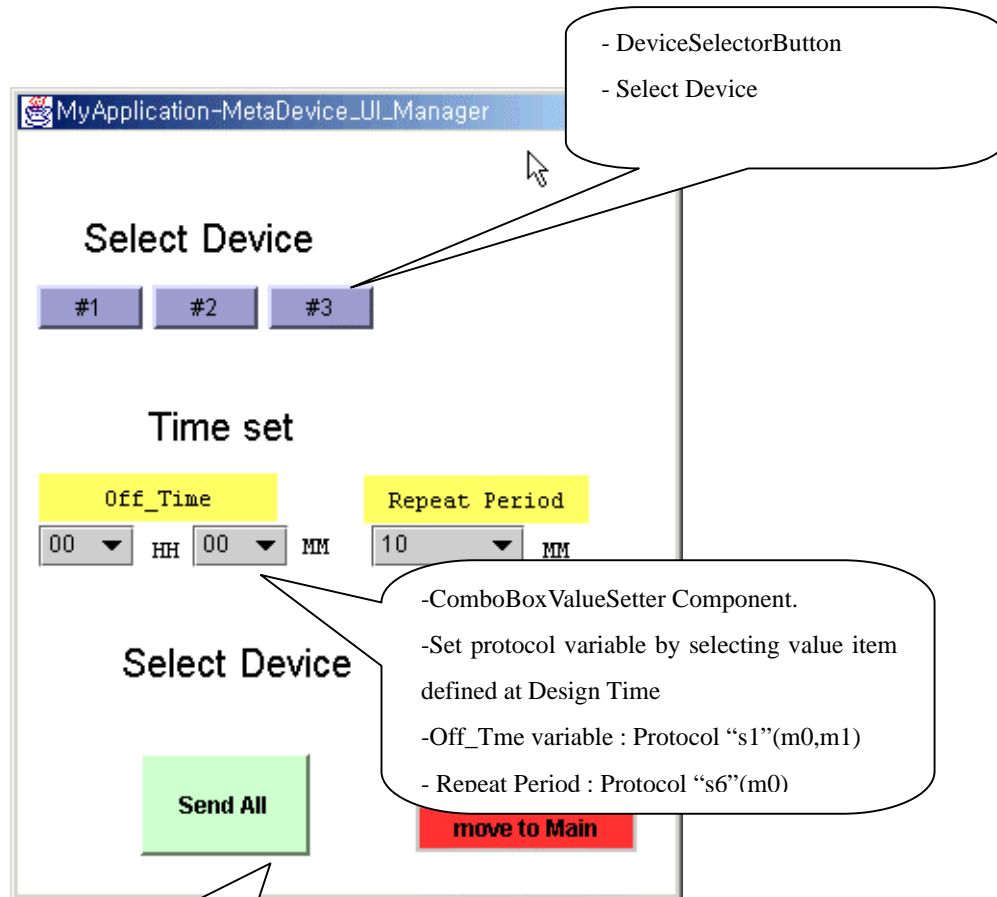 - DeviceSelectorButton
- Select Device
MyApplication-MetaDevice_UI_Manager
Select Device
#1 #2 #3
Time set
Off_Time Repeat Period
00 HH 00 MM 10 MM
-ComboBoxValueSetter Component.
-Set protocol variable by selecting value item
defined at Design Time
-Off_Tme variable : Protocol “s1”(m0,m1)
- Repeat Period : Protocol “s6”(m0)
Select Device
Send All
move to Main